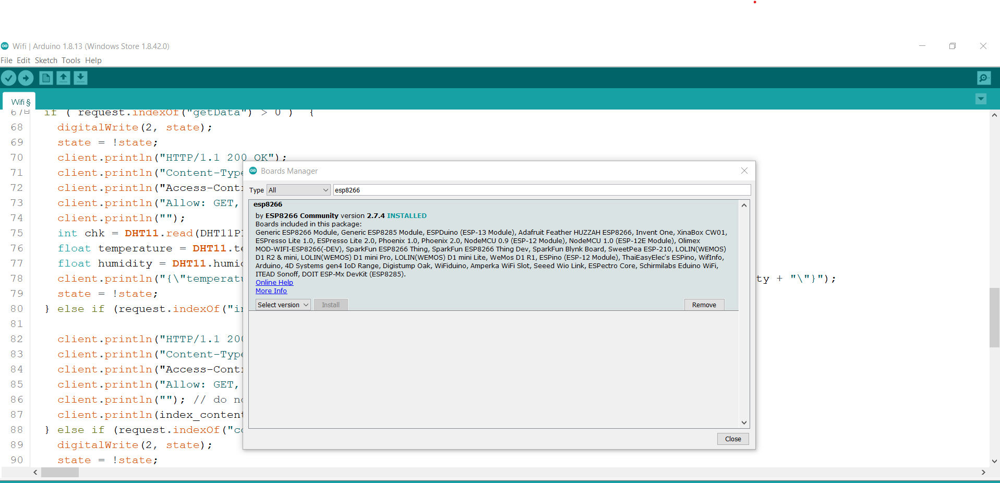 Wifi | Arduino 1.8.13 (Windows Store 1.8.42.0)
File Edit Sketch Tools Help
Wifi §
67 if ( request.indexOf("getData") > 0 ) {
68 digitalWrite(2, state);
69 state = !state;
70 client.println("HTTP/1.1 200 OK");
71 client.println("Content-Type
72 client.println("Access-Cont
73 client.println("Allow: GET,
74 client.println("");
75 int chk = DHT11.read(DHT11P
76 float temperature = DHT11.te
77 float humidity = DHT11.humi
78 client.println("{\"temperatu ty + "\"}");
79 state = !state;
80 } else if (request.indexOf("i
81
82 client.println("HTTP/1.1 20
83 client.println("Content-Type
84 client.println("Access-Cont
85 client.println("Allow: GET,
86 client.println(""); // do n
87 client.println(index_content
88 } else if (request.indexOf("c
89 digitalWrite(2, state);
90 state = !state;
Boards Manager
Type All esp8266
esp8266
by ESP8266 Community version 2.7.4 INSTALLED
Boards included in this package:
Generic ESP8266 Module, Generic ESP8285 Module, ESPDuino (ESP-13 Module), Adafruit Feather HUZZAH ESP8266, Invent One, XinaBox CW01,
ESPresso Lite 1.0, ESPresso Lite 2.0, Phoenix 1.0, Phoenix 2.0, NodeMCU 0.9 (ESP-12 Module), NodeMCU 1.0 (ESP-12E Module), Olimex
MOD-WIFI-ESP8266(-DEV), SparkFun ESP8266 Thing, SparkFun ESP8266 Thing Dev, SparkFun Blynk Board, SweetPea ESP-210, LOLIN(WEMOS)
D1 R2 & mini, LOLIN(WEMOS) D1 mini Pro, LOLIN(WEMOS) D1 mini Lite, WeMos D1 R1, ESPino (ESP-12 Module), ThaiEasyElec's ESPino, WifInfo,
Arduino, 4D Systems gen4 IoD Range, Digistump Oak, WiFiduino, Amperka WiFi Slot, Seeed Wio Link, ESPectro Core, Schirmilabs Eduino WiFi,
ITEAD Sonoff, DOIT ESP-Mx DevKit (ESP8285).
Online Help
More Info
Select version Install Remove
Close